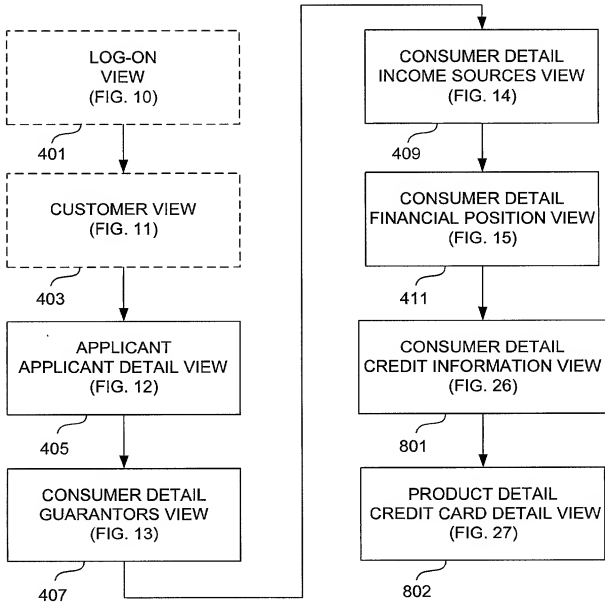 LOG-ON
VIEW
(FIG. 10)
401
CUSTOMER VIEW
(FIG. 11)
403
APPLICANT
APPLICANT DETAIL VIEW
(FIG. 12)
405
CONSUMER DETAIL
GUARANTORS VIEW
(FIG. 13)
407
CONSUMER DETAIL
INCOME SOURCES VIEW
(FIG. 14)
409
CONSUMER DETAIL
FINANCIAL POSITION VIEW
(FIG. 15)
411
CONSUMER DETAIL
CREDIT INFORMATION VIEW
(FIG. 26)
801
PRODUCT DETAIL
CREDIT CARD DETAIL VIEW
(FIG. 27)
802